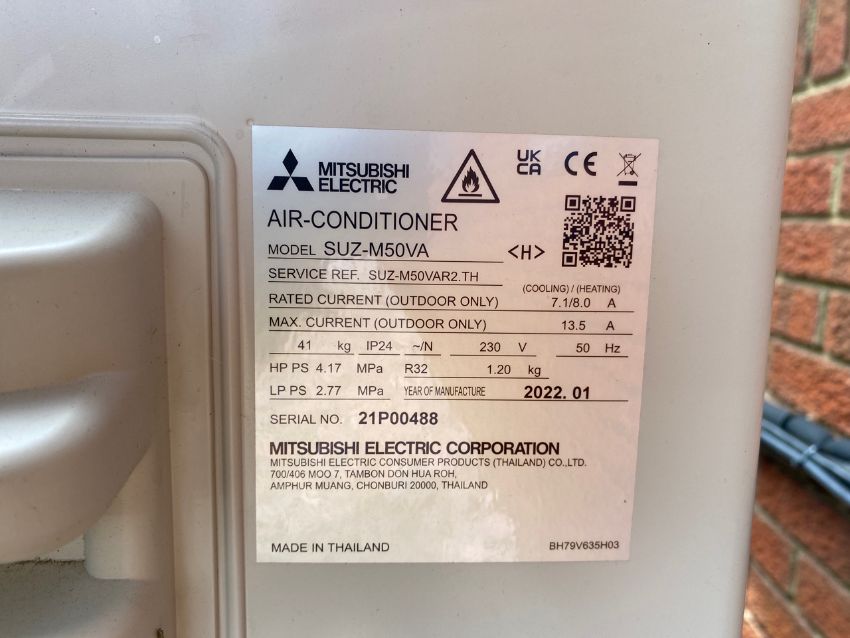 MITSUBISHI
ELECTRIC
UK
CA
CE
AIR-CONDITIONER
MODEL SUZ-M50VA <H>
SERVICE REF. SUZ-M50VAR2.TH
(COOLING) / (HEATING)
RATED CURRENT (OUTDOOR ONLY) 7.1/8.0 A
MAX. CURRENT (OUTDOOR ONLY) 13.5 A
41 kg IP24 ~/N 230 V 50 Hz
HP PS 4.17 MPa R32 1.20 kg
LP PS 2.77 MPa YEAR OF MANUFACTURE 2022. 01
SERIAL NO. 21P00488
MITSUBISHI ELECTRIC CORPORATION
MITSUBISHI ELECTRIC CONSUMER PRODUCTS (THAILAND) CO.,LTD.
700/406 MOO 7, TAMBON DON HUA ROH,
AMPHUR MUANG, CHONBURI 20000, THAILAND
MADE IN THAILAND BH79V635H03